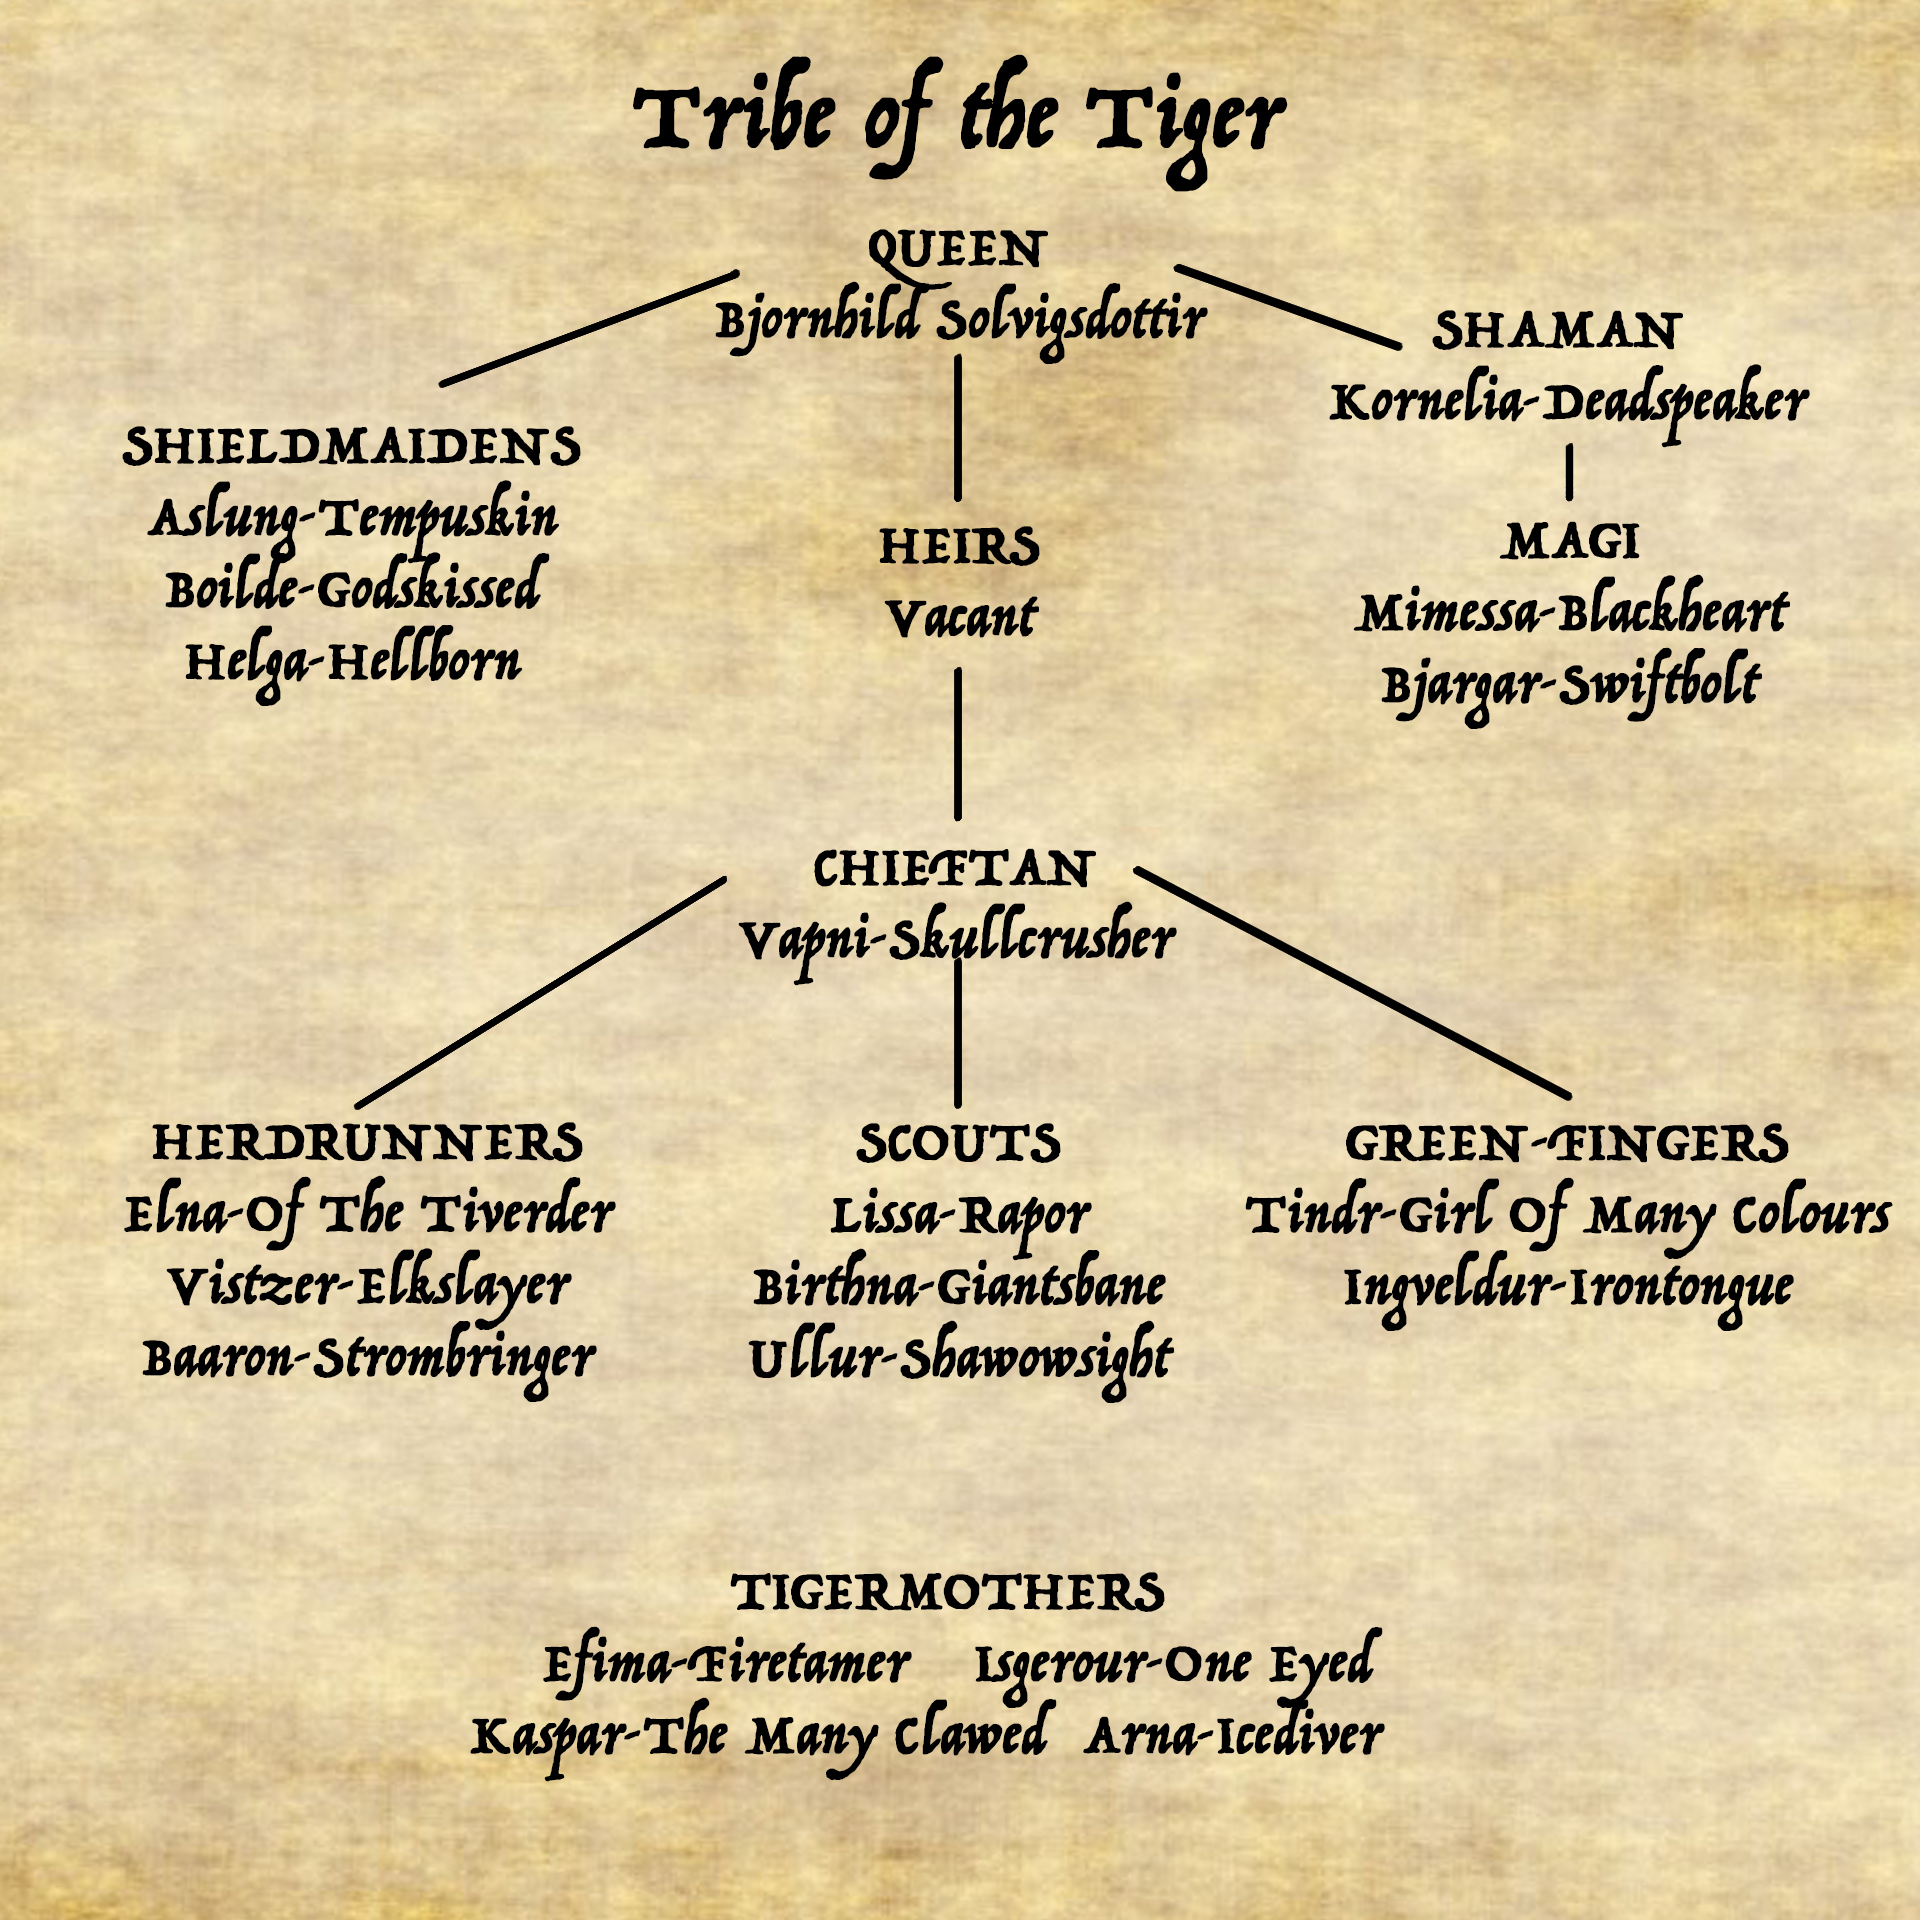 Tribe of the Tiger
QUEEN
Bjornhild Solvigsdottir
SHIELDMAIDENS
Aslung-Tempuskin
Boilde-Godskissed
Helga-Hellborn
HEIRS
Vacant
SHAMAN
Kornelia-Deadspeaker
MAGI
Mimessa-Blackheart
Bjargar-Swiftbolt
CHIEFTAN
Vapni-Skullcrusher
HERDRUNNERS
Elna-Of The Tiverder
Vistzer-Elkslayer
Baaron-Strombringer
SCOUTS
Lissa-Rapor
Birthna-Giantsbane
Ullur-Shawowsight
GREEN-FINGERS
Tindr-Girl Of Many Colours
Ingveldur-Irontongue
TIGERMOTHERS
Efima-Firetamer Isgerour-One Eyed
Kaspar-The Many Clawed Arna-Icediver